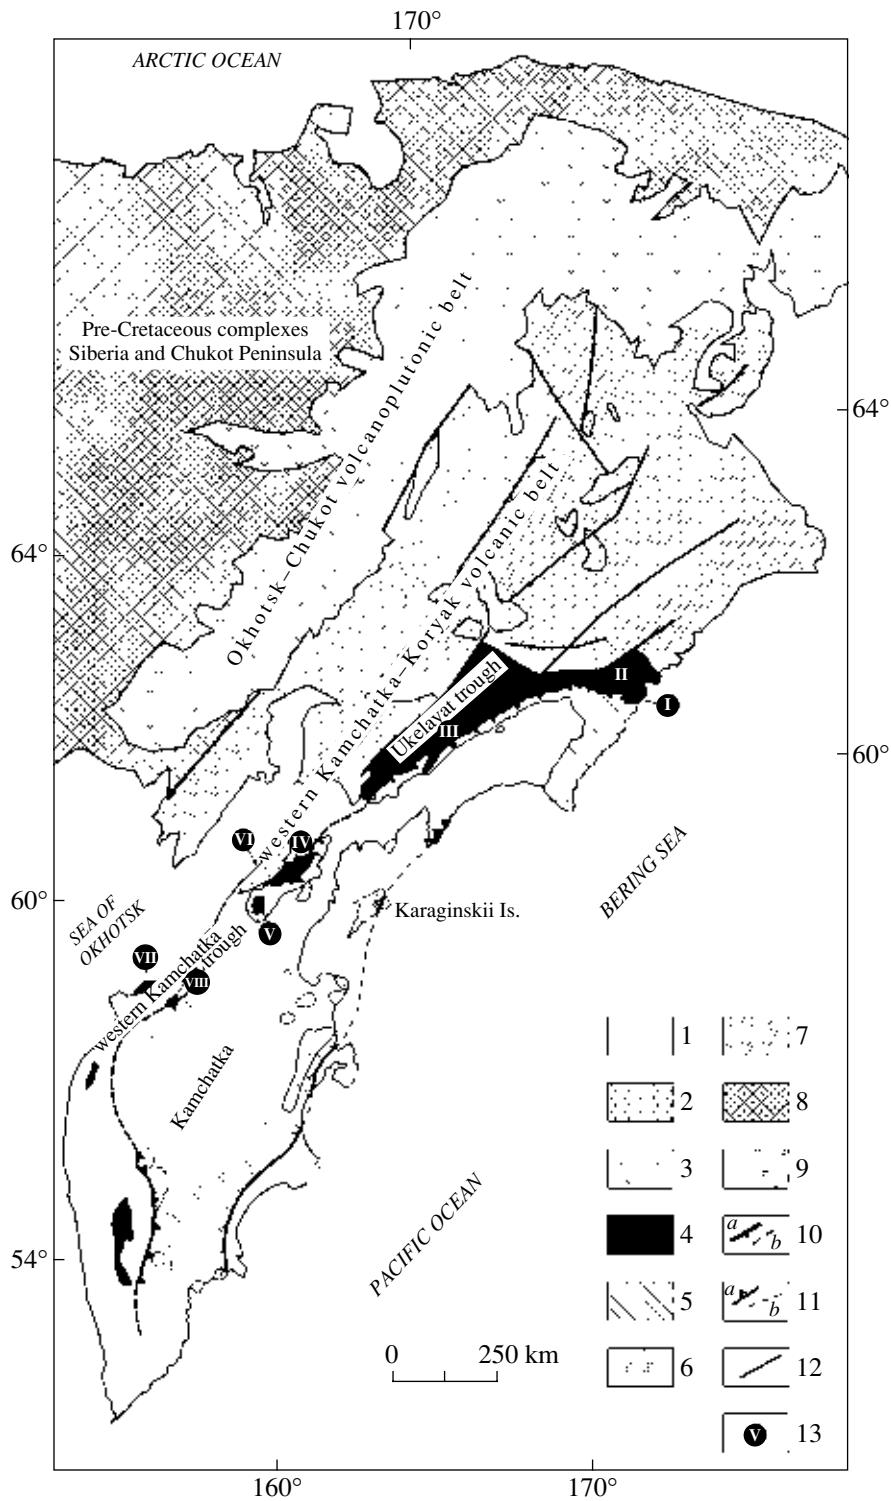 170°
ARCTIC OCEAN
Pre-Cretaceous complexes
Siberia and Chukot Peninsula
Okhotsk–Chukot volcanoplutonic belt
64°
64°
western Kamchatka–Koryak volcanic belt
Ukelayat trough
II
I
III
60°
VI
IV
60°
SEA OF
OKHOTSK
BERING SEA
Karaginskii Is.
V
VII
VIII
western Kamchatka
trough
Kamchatka
PACIFIC OCEAN
54°
0 250 km
1
2
3
4
5
6
7
8
9
a b 10
a b 11
12
V 13
160°
170°